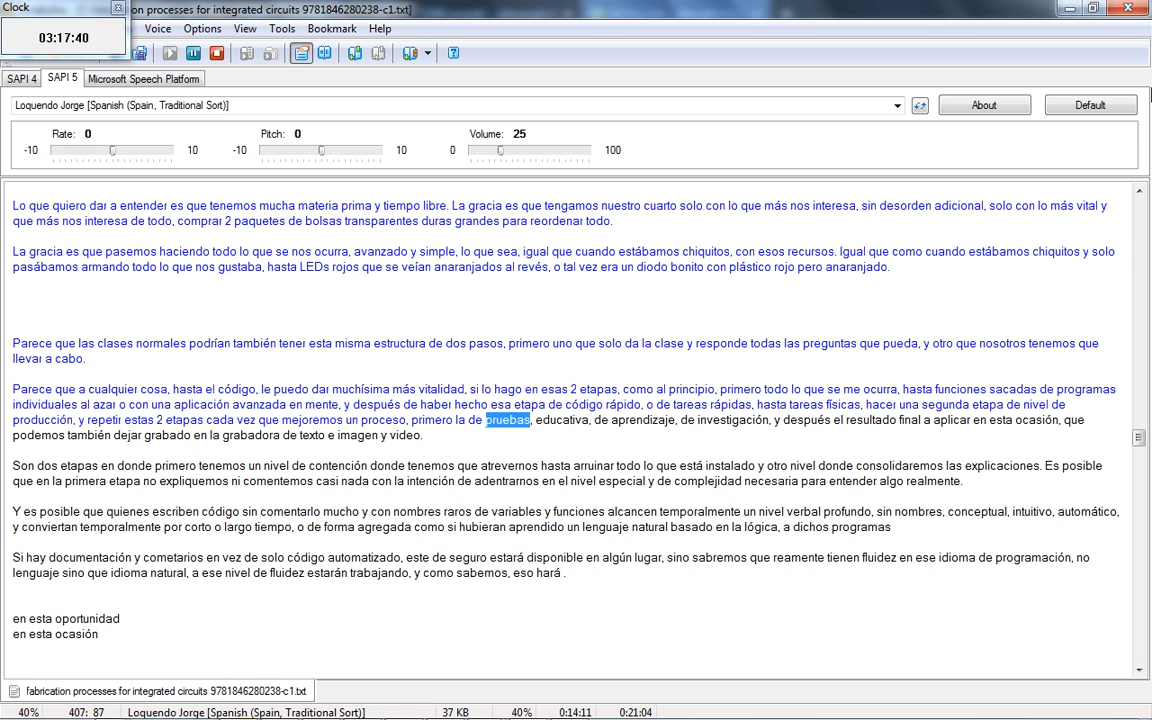 Clock
on processes for integrated circuits 9781846280238-c1.txt]
03:17:40
Voice Options View Tools Bookmark Help
SAPI 4 SAPI 5 Microsoft Speech Platform
Loquendo Jorge [Spanish (Spain, Traditional Sort)] About Default
Rate: 0 Pitch: 0 Volume: 25
-10 10 -10 10 0 100
Lo que quiero dar a entender es que tenemos mucha materia prima y tiempo libre. La gracia es que tengamos nuestro cuarto solo con lo que más nos interesa, sin desorden adicional, solo con lo más vital y
que más nos interesa de todo, comprar 2 paquetes de bolsas transparentes duras grandes para reordenar todo.
La gracia es que pasemos haciendo todo lo que se nos ocurra, avanzado y simple, lo que sea, igual que cuando estábamos chiquitos, con esos recursos. Igual que como cuando estábamos chiquitos y solo
pasábamos armando todo lo que nos gustaba, hasta LEDs rojos que se veían anaranjados al revés, o tal vez era un diodo bonito con plástico rojo pero anaranjado.
Parece que las clases normales podrían también tener esta misma estructura de dos pasos, primero uno que solo da la clase y responde todas las preguntas que pueda, y otro que nosotros tenemos que
llevar a cabo.
Parece que a cualquier cosa, hasta el código, le puedo dar muchísima más vitalidad, si lo hago en esas 2 etapas, como al principio, primero todo lo que se me ocurra, hasta funciones sacadas de programas
individuales al azar o con una aplicación avanzada en mente, y después de haber hecho esa etapa de código rápido, o de tareas rápidas, hasta tareas físicas, hacer una segunda etapa de nivel de
producción, y repetir estas 2 etapas cada vez que mejoremos un proceso, primero la de pruebas, educativa, de aprendizaje, de investigación, y después el resultado final a aplicar en esta ocasión, que
podemos también dejar grabado en la grabadora de texto e imagen y video.
Son dos etapas en donde primero tenemos un nivel de contención donde tenemos que atrevernos hasta arruinar todo lo que está instalado y otro nivel donde consolidaremos las explicaciones. Es posible
que en la primera etapa no expliquemos ni comentemos casi nada con la intención de adentrarnos en el nivel especial y de complejidad necesaria para entender algo realmente.
Y es posible que quienes escriben código sin comentarlo mucho y con nombres raros de variables y funciones alcancen temporalmente un nivel verbal profundo, sin nombres, conceptual, intuitivo, automático,
y conviertan temporalmente por corto o largo tiempo, o de forma agregada como si hubieran aprendido un lenguaje natural basado en la lógica, a dichos programas
Si hay documentación y cometarios en vez de solo código automatizado, este de seguro estará disponible en algún lugar, sino sabremos que reamente tienen fluidez en ese idioma de programación, no
lenguaje sino que idioma natural, a ese nivel de fluidez estarán trabajando, y como sabemos, eso hará .
en esta oportunidad
en esta ocasión
fabrication processes for integrated circuits 9781846280238-c1.txt
40% 407: 87 Loquendo Jorge [Spanish (Spain, Traditional Sort)] 37 KB 40% 0:14:11 0:21:04